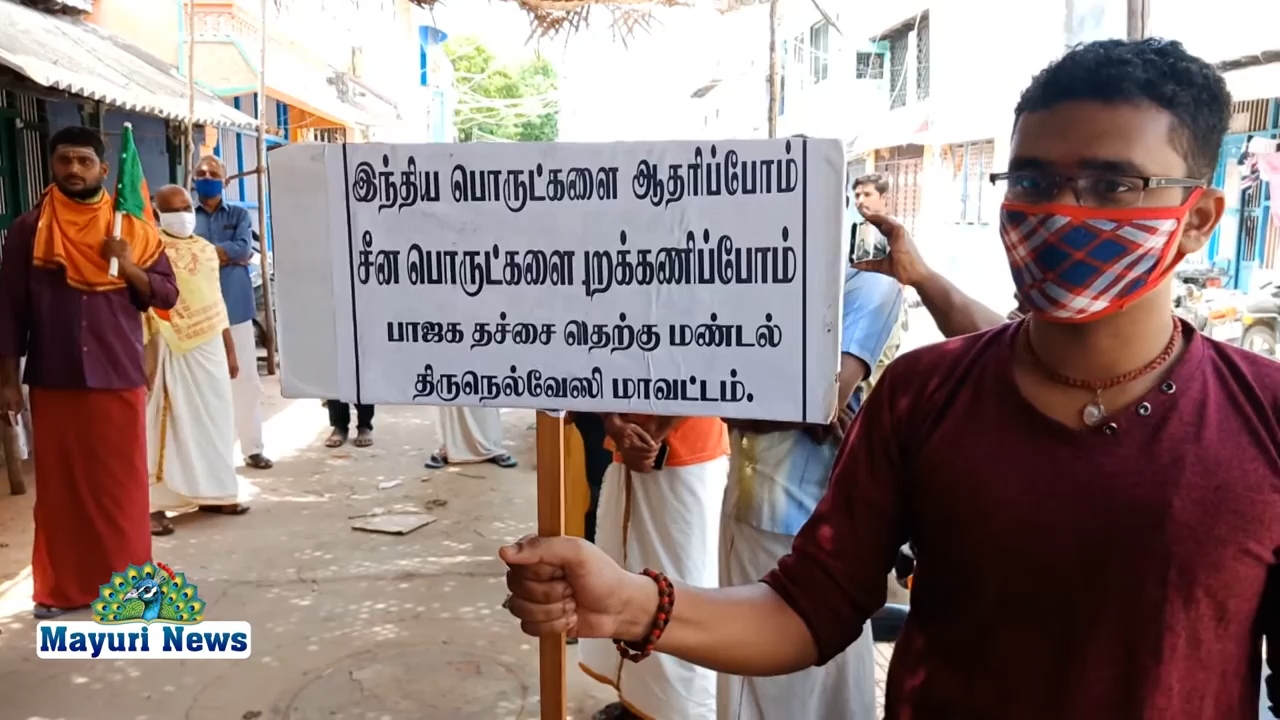 இந்திய பொருட்களை ஆதரிப்போம்
சீன பொருட்களை புறக்கணிப்போம்
பாஜக தச்சை தெற்கு மண்டல்
திருநெல்வேலி மாவட்டம்.
Mayuri News